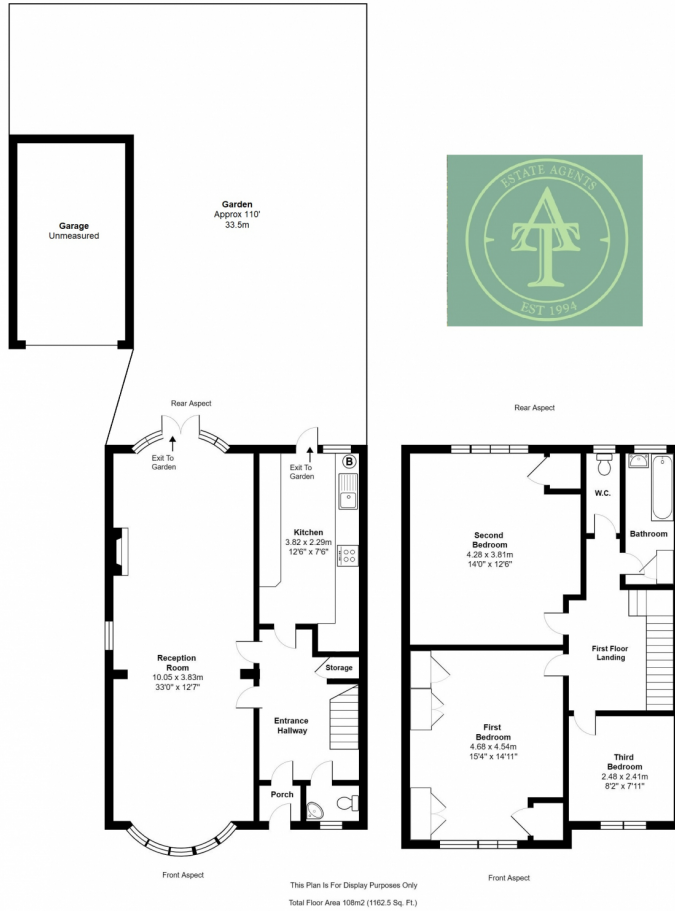 Garden
Approx 110'
33.5m
Garage
Unmeasured
ESTATE AGENTS
AT
EST 1994
Rear Aspect
Exit To
Garden
Exit To
Garden
B
Kitchen
3.82 x 2.29m
12'6" x 7'6"
Reception
Room
10.05 x 3.83m
33'0" x 12'7"
Storage
Entrance
Hallway
Porch
Front Aspect
Rear Aspect
W.C.
Bathroom
Second
Bedroom
4.28 x 3.81m
14'0" x 12'6"
First Floor
Landing
First
Bedroom
4.68 x 4.54m
15'4" x 14'11"
Third
Bedroom
2.48 x 2.41m
8'2" x 7'11"
Front Aspect
This Plan Is For Display Purposes Only
Total Floor Area 108m2 (1162.5 Sq. Ft.)